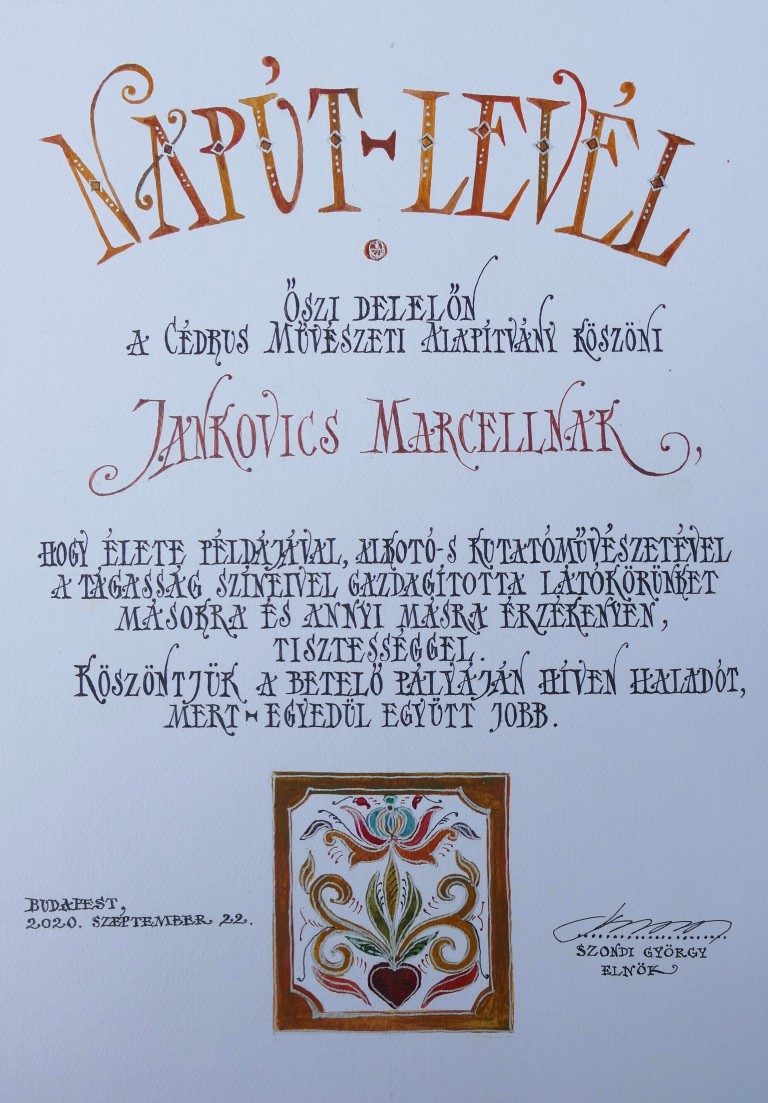 NAPÚT-LEVÉL
ŐSZI DELELŐN
A CÉDRUS MŰVÉSZETI ALAPÍTVÁNY KÖSZÖNI
JANKOVICS MARCELLNAK,
HOGY ÉLETE PÉLDÁJÁVAL, ALKOTÓ-S KUTATÓMŰVÉSZETÉVEL
A TÁGASSÁG SZÍNEIVEL GAZDAGÍTOTTA LÁTÓKÖRÜNKET
MÁSOKRA ÉS ANNYI MÁSRA ÉRZÉKENYEN,
TISZTESSÉGGEL.
KÖSZÖNTJÜK A BETELŐ PÁLYÁJÁN HÍVEN HALADÓT,
MERT-EGYEDÜL EGYÜTT JOBB.
BUDAPEST,
2020. SZEPTEMBER 22.
SZONDI GYÖRGY
ELNÖK